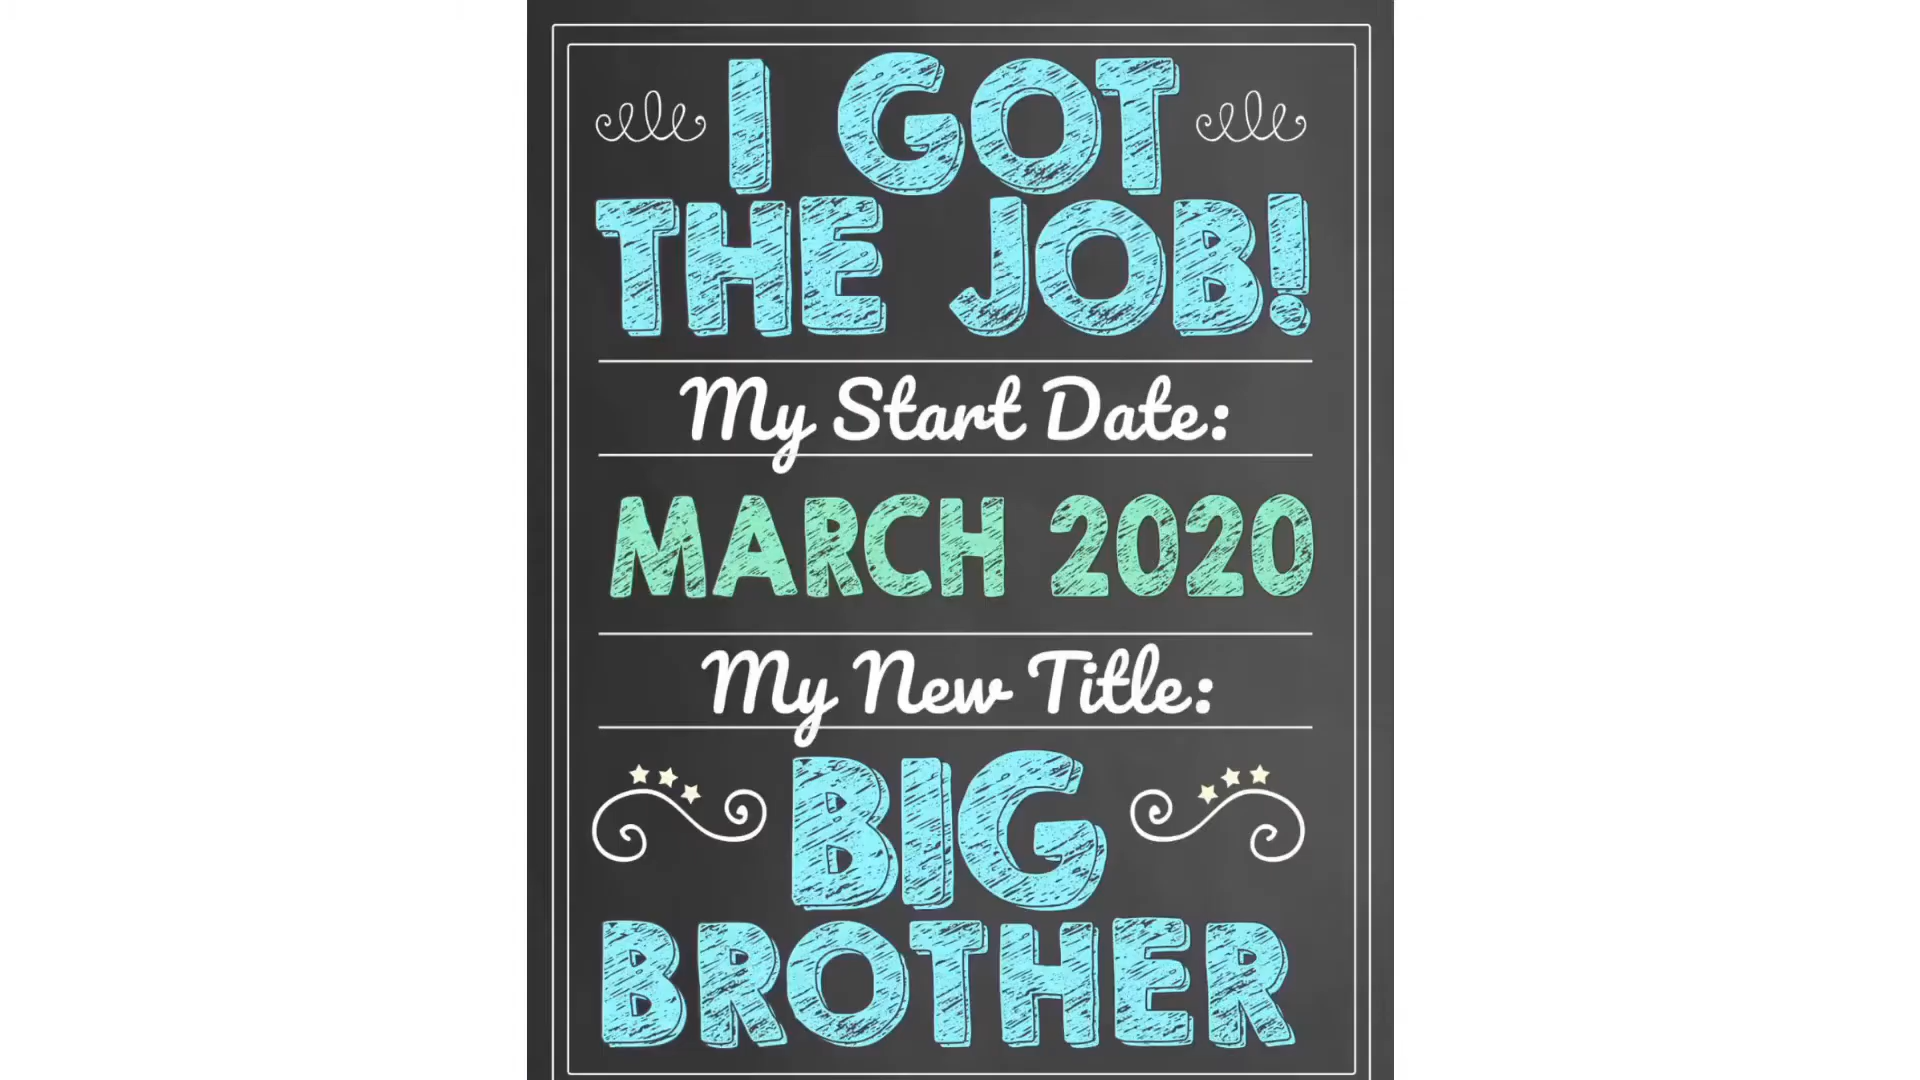 I GOT
THE JOB!
My Start Date:
MARCH 2020
My New Title:
BIG
BROTHER